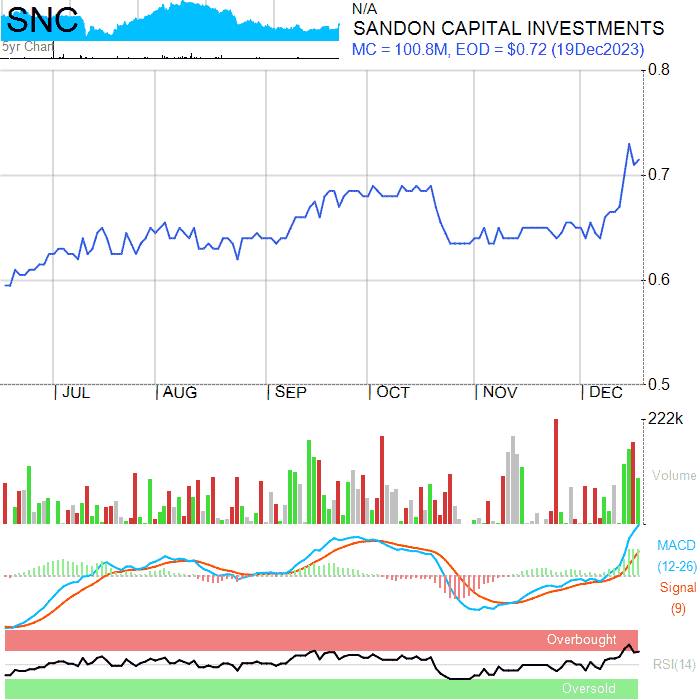 SNC
5yr Chart
N/A
SANDON CAPITAL INVESTMENTS
MC = 100.8M, EOD = $0.72 (19Dec2023)
0.8
0.7
0.6
0.5
JUL AUG SEP OCT NOV DEC
222k
Volume
MACD
(12-26)
Signal
(9)
Overbought
RSI(14)
Oversold